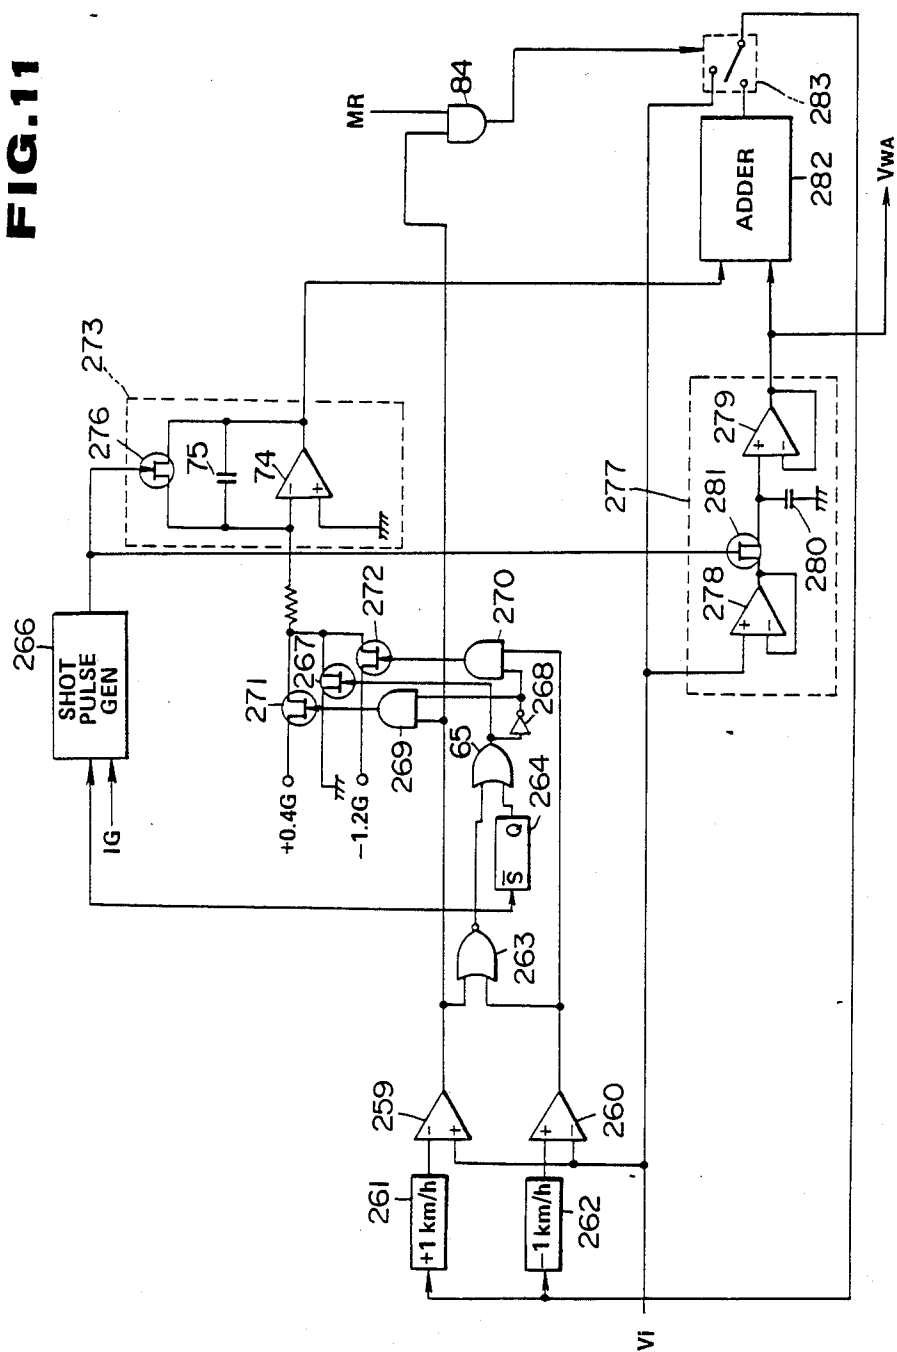 FIG.11
MR
84
283
ADDER
282
VWA
273
276
75
74
−
+
277
281
279
+
−
280
278
+
−
266
SHOT
PULSE
GEN
IG
272
267
271
270
268
269
65
264
+0.4G
−1.2G
S̅ Q
263
259
−
+
260
+
−
261
+1 km/h
262
−1 km/h
Vi